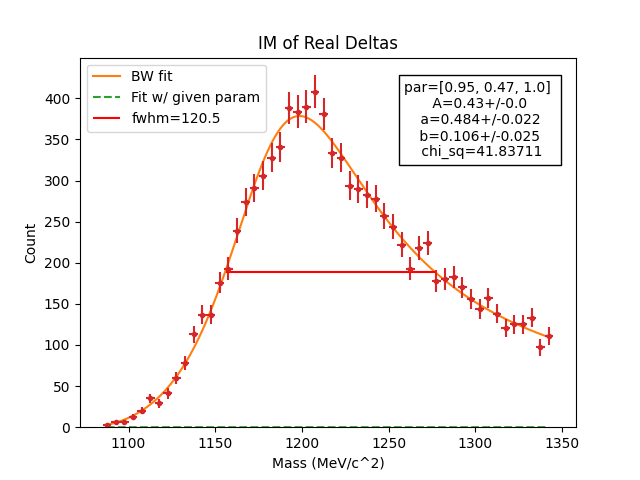 IM of Real Deltas
BW fit
Fit w/ given param
fwhm=120.5
par=[0.95, 0.47, 1.0]
A=0.43+/-0.0
a=0.484+/-0.022
b=0.106+/-0.025
chi_sq=41.83711
Count
400
350
300
250
200
150
100
50
0
1100
1150
1200
1250
1300
1350
Mass (MeV/c^2)